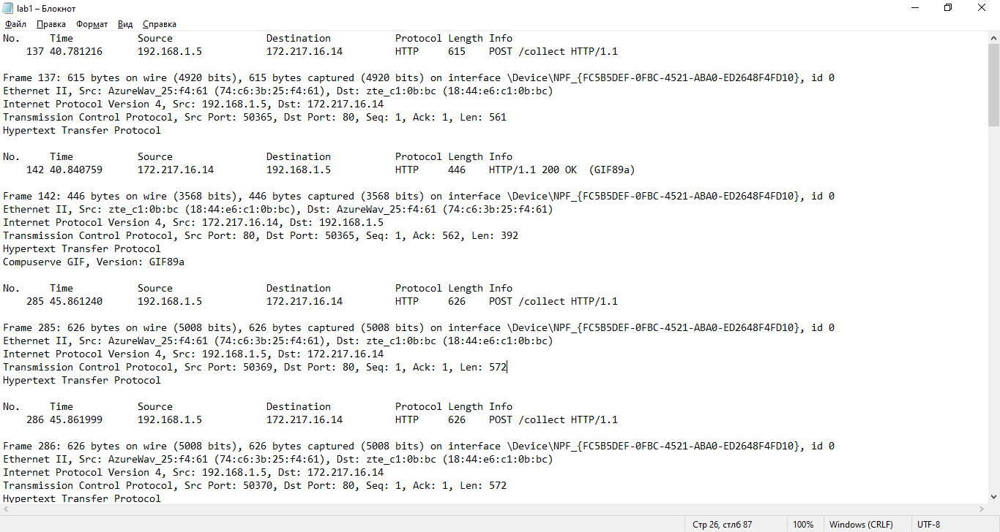 lab1 – Блокнот
Файл Правка Формат Вид Справка
No.     Time           Source                Destination           Protocol Length Info
    137 40.781216      192.168.1.5           172.217.16.14         HTTP     615    POST /collect HTTP/1.1
Frame 137: 615 bytes on wire (4920 bits), 615 bytes captured (4920 bits) on interface \Device\NPF_{FC5B5DEF-0FBC-4521-ABA0-ED2648F4FD10}, id 0
Ethernet II, Src: AzureWav_25:f4:61 (74:c6:3b:25:f4:61), Dst: zte_c1:0b:bc (18:44:e6:c1:0b:bc)
Internet Protocol Version 4, Src: 192.168.1.5, Dst: 172.217.16.14
Transmission Control Protocol, Src Port: 50365, Dst Port: 80, Seq: 1, Ack: 1, Len: 561
Hypertext Transfer Protocol
No.     Time           Source                Destination           Protocol Length Info
    142 40.840759      172.217.16.14         192.168.1.5           HTTP     446    HTTP/1.1 200 OK  (GIF89a)
Frame 142: 446 bytes on wire (3568 bits), 446 bytes captured (3568 bits) on interface \Device\NPF_{FC5B5DEF-0FBC-4521-ABA0-ED2648F4FD10}, id 0
Ethernet II, Src: zte_c1:0b:bc (18:44:e6:c1:0b:bc), Dst: AzureWav_25:f4:61 (74:c6:3b:25:f4:61)
Internet Protocol Version 4, Src: 172.217.16.14, Dst: 192.168.1.5
Transmission Control Protocol, Src Port: 80, Dst Port: 50365, Seq: 1, Ack: 562, Len: 392
Hypertext Transfer Protocol
Compuserve GIF, Version: GIF89a
No.     Time           Source                Destination           Protocol Length Info
    285 45.861240      192.168.1.5           172.217.16.14         HTTP     626    POST /collect HTTP/1.1
Frame 285: 626 bytes on wire (5008 bits), 626 bytes captured (5008 bits) on interface \Device\NPF_{FC5B5DEF-0FBC-4521-ABA0-ED2648F4FD10}, id 0
Ethernet II, Src: AzureWav_25:f4:61 (74:c6:3b:25:f4:61), Dst: zte_c1:0b:bc (18:44:e6:c1:0b:bc)
Internet Protocol Version 4, Src: 192.168.1.5, Dst: 172.217.16.14
Transmission Control Protocol, Src Port: 50369, Dst Port: 80, Seq: 1, Ack: 1, Len: 572
Hypertext Transfer Protocol
No.     Time           Source                Destination           Protocol Length Info
    286 45.861999      192.168.1.5           172.217.16.14         HTTP     626    POST /collect HTTP/1.1
Frame 286: 626 bytes on wire (5008 bits), 626 bytes captured (5008 bits) on interface \Device\NPF_{FC5B5DEF-0FBC-4521-ABA0-ED2648F4FD10}, id 0
Ethernet II, Src: AzureWav_25:f4:61 (74:c6:3b:25:f4:61), Dst: zte_c1:0b:bc (18:44:e6:c1:0b:bc)
Internet Protocol Version 4, Src: 192.168.1.5, Dst: 172.217.16.14
Transmission Control Protocol, Src Port: 50370, Dst Port: 80, Seq: 1, Ack: 1, Len: 572
Hypertext Transfer Protocol
Стр 26, стлб 87 100% Windows (CRLF) UTF-8